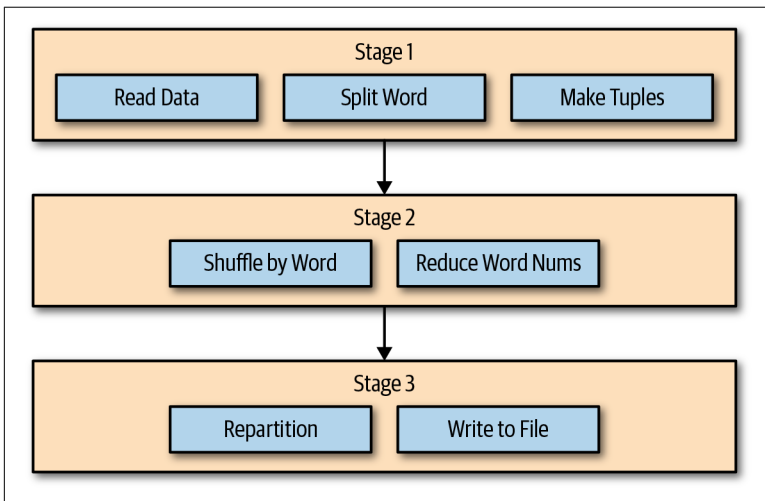 Stage 1
Read Data
Split Word
Make Tuples
Stage 2
Shuffle by Word
Reduce Word Nums
Stage 3
Repartition
Write to File